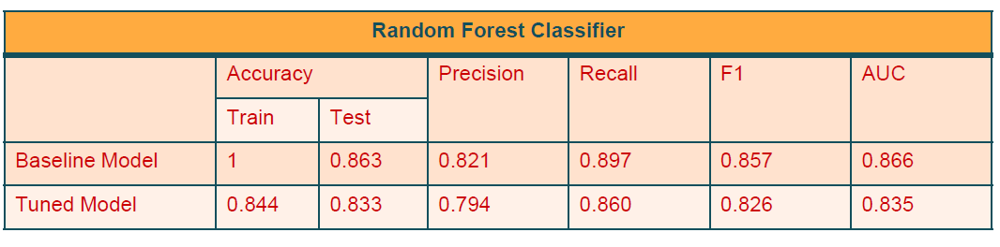 Random Forest Classifier
Accuracy Precision Recall F1 AUC
Train Test
Baseline Model 1 0.863 0.821 0.897 0.857 0.866
Tuned Model 0.844 0.833 0.794 0.860 0.826 0.835